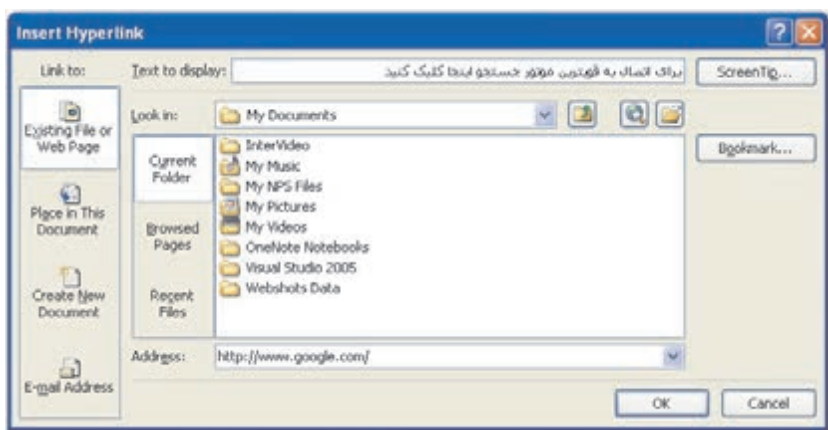 Insert Hyperlink
Link to:
Text to display: برای اتصال به قویترین موتور جستجو اینجا کلیک کنید
ScreenTip...
Existing File or
Web Page
Look in: My Documents
Bookmark...
Current
Folder
InterVideo
My Music
My NPS Files
My Pictures
My Videos
OneNote Notebooks
Visual Studio 2005
Webshots Data
Place in This
Document
Browsed
Pages
Create New
Document
Recent
Files
E-mail Address
Address: http://www.google.com/
OK
Cancel